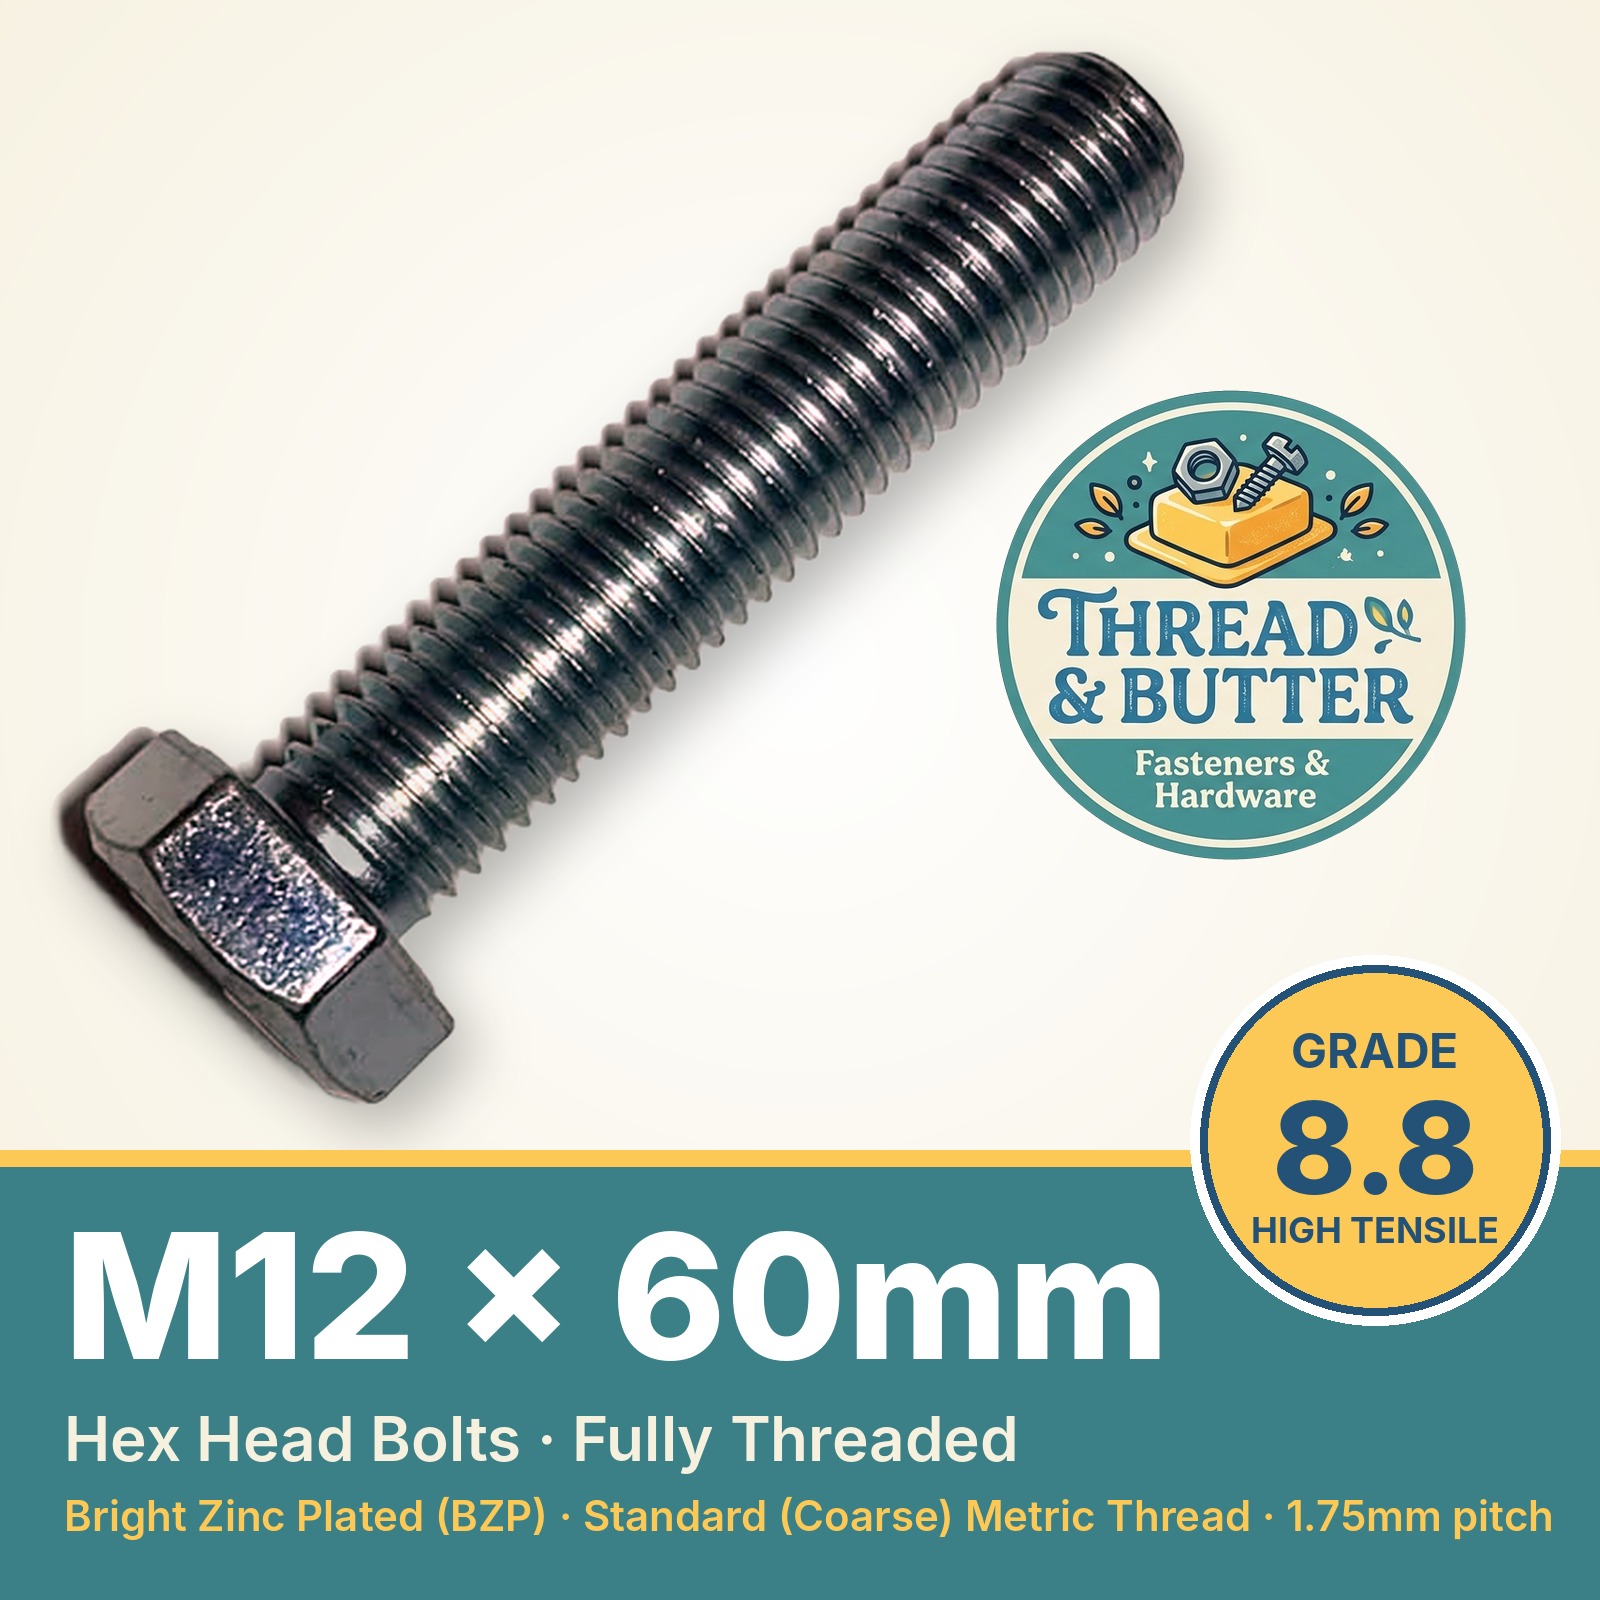 THREAD
& BUTTER
Fasteners &
Hardware
GRADE
8.8
HIGH TENSILE
M12 × 60mm
Hex Head Bolts · Fully Threaded
Bright Zinc Plated (BZP) · Standard (Coarse) Metric Thread · 1.75mm pitch